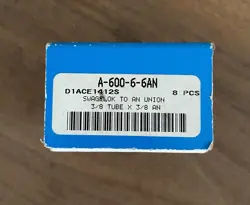 A-600-6-6AN
D1ACE1412S 8 PCS
SWAGELOK TO AN UNION
3/8 TUBE X 3/8 AN